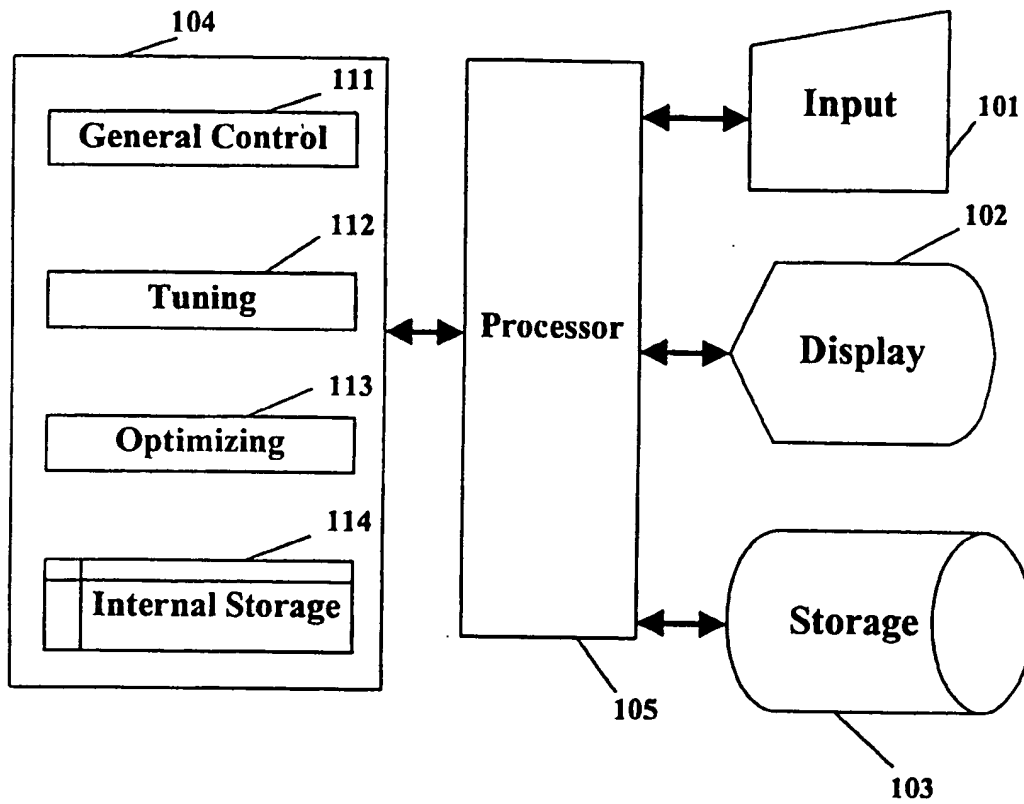 104
111
General Control
112
Tuning
113
Optimizing
114
Internal Storage
Processor
105
Input
101
102
Display
Storage
103